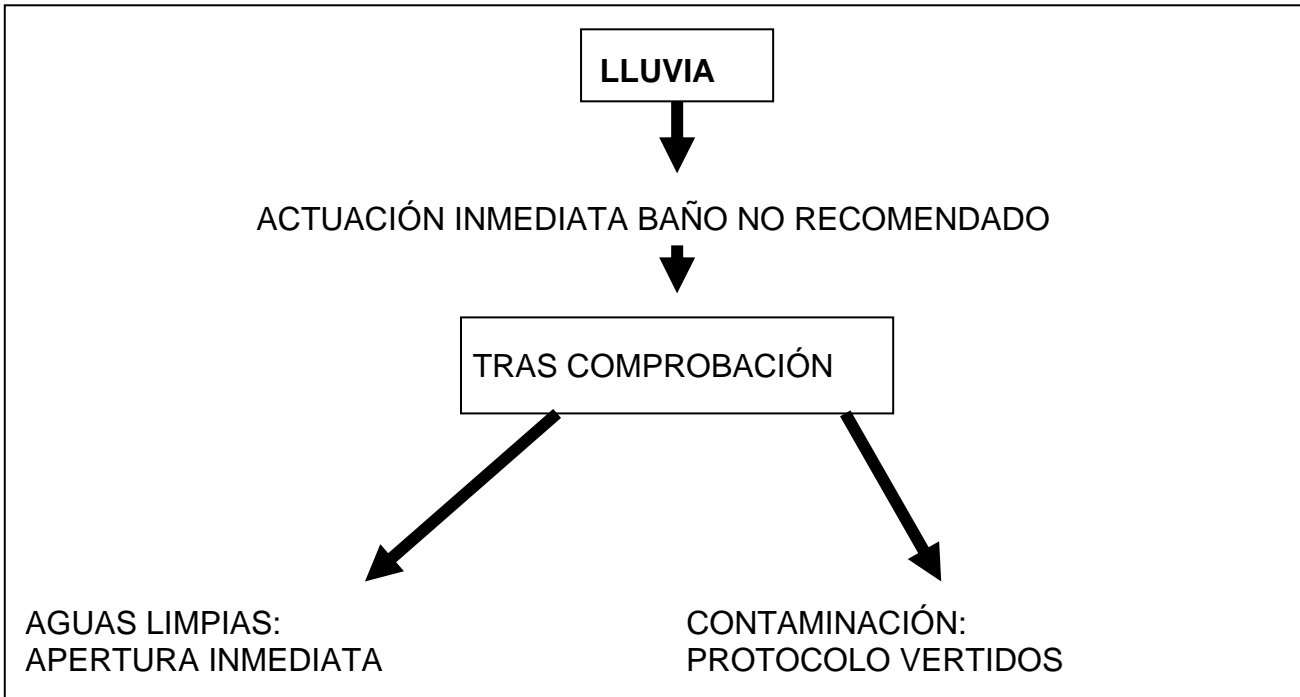 LLUVIA
ACTUACIÓN INMEDIATA BAÑO NO RECOMENDADO
TRAS COMPROBACIÓN
AGUAS LIMPIAS:
APERTURA INMEDIATA
CONTAMINACIÓN:
PROTOCOLO VERTIDOS